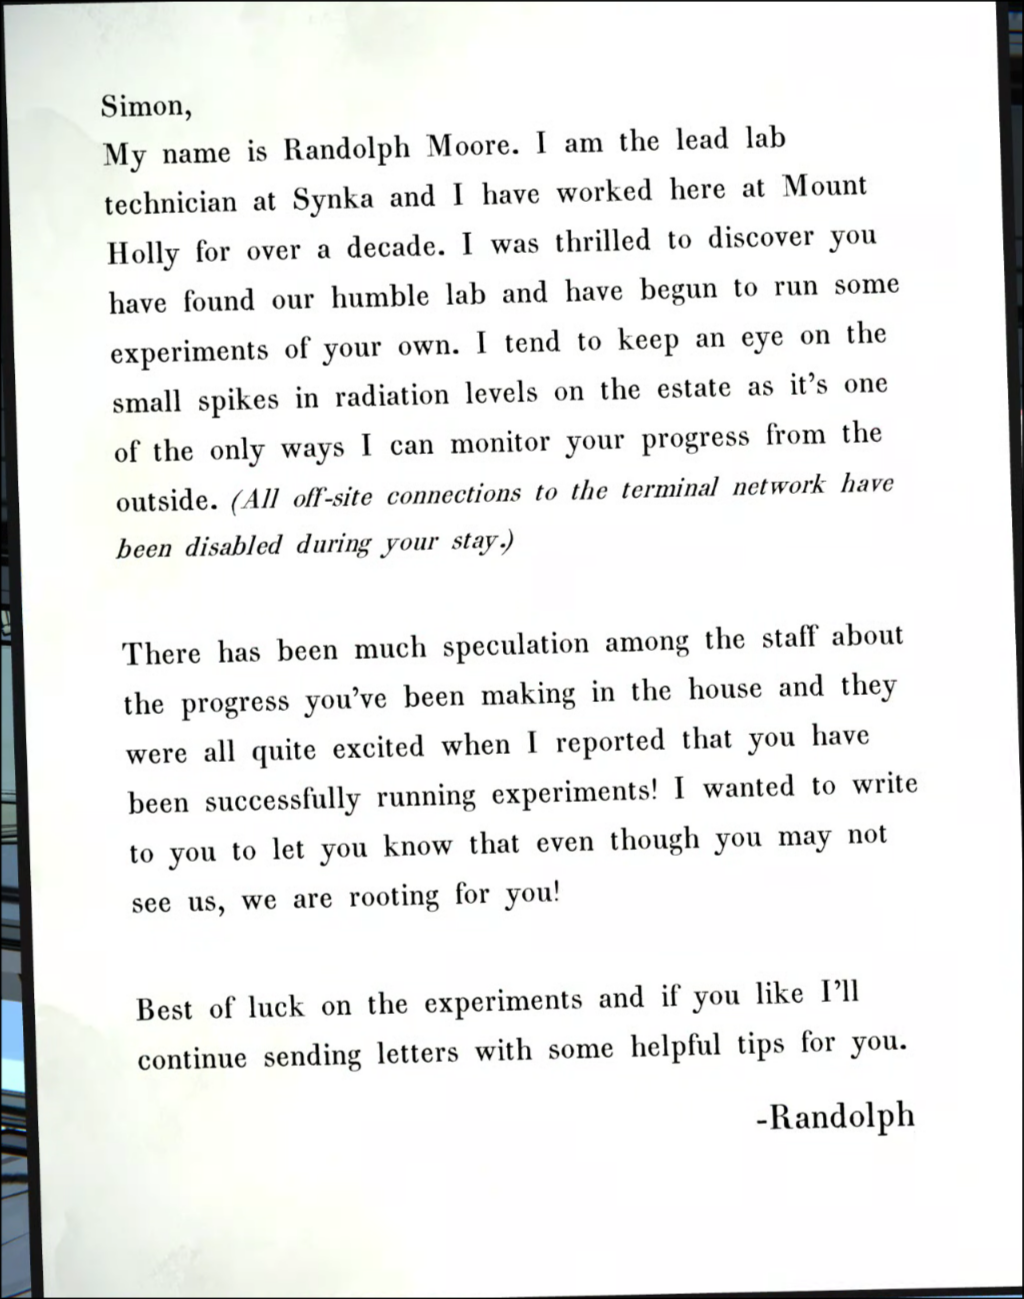 Simon,
My name is Randolph Moore. I am the lead lab
technician at Synka and I have worked here at Mount
Holly for over a decade. I was thrilled to discover you
have found our humble lab and have begun to run some
experiments of your own. I tend to keep an eye on the
small spikes in radiation levels on the estate as it's one
of the only ways I can monitor your progress from the
outside. (All off-site connections to the terminal network have
been disabled during your stay.)
There has been much speculation among the staff about
the progress you've been making in the house and they
were all quite excited when I reported that you have
been successfully running experiments! I wanted to write
to you to let you know that even though you may not
see us, we are rooting for you!
Best of luck on the experiments and if you like I'll
continue sending letters with some helpful tips for you.
-Randolph